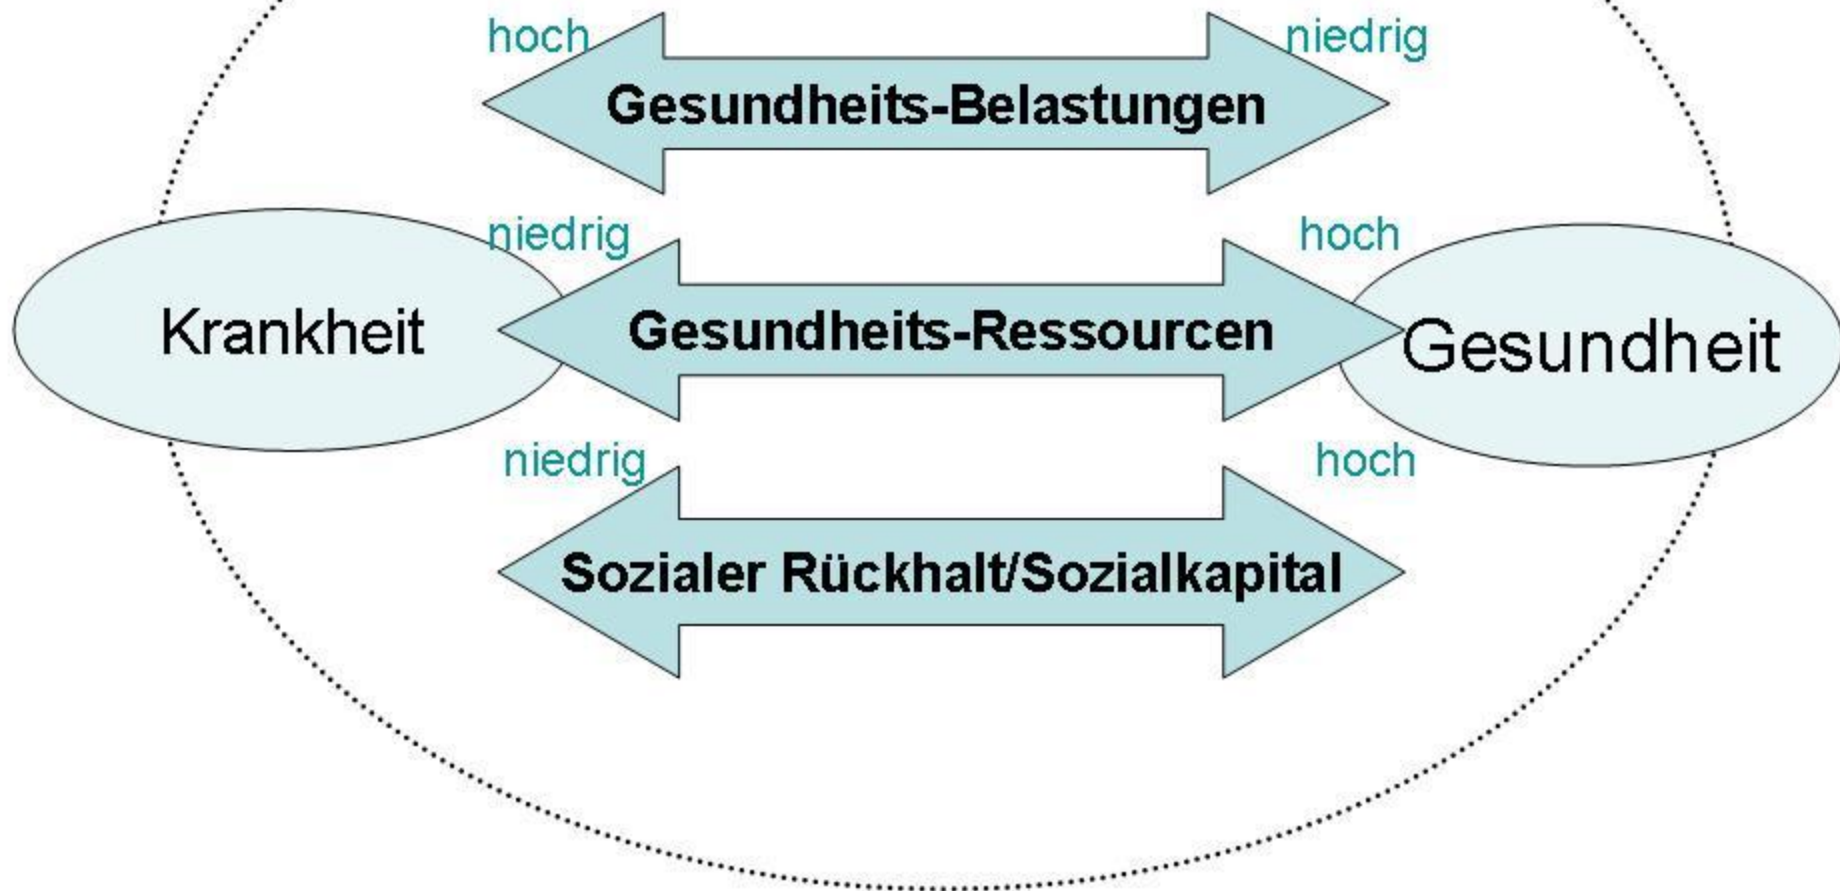 hoch niedrig
Gesundheits-Belastungen
niedrig hoch
Krankheit Gesundheits-Ressourcen Gesundheit
niedrig hoch
Sozialer Rückhalt/Sozialkapital